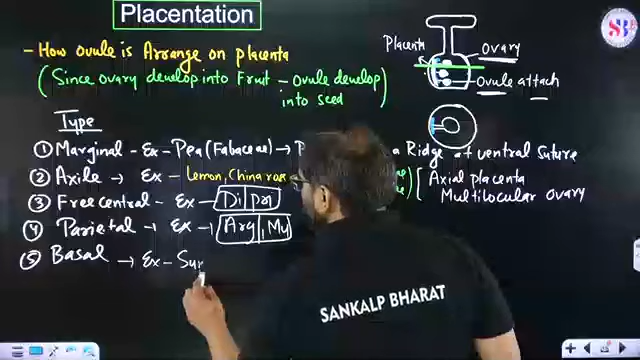 Placentation
SB
- How ovule is Arrange on placenta
(Since ovary develop into Fruit - Ovule develop
into seed)
Placenta
ovary
Ovule attach
Type
① Marginal - Ex - Pea (Fabaceae) → Ridge at ventral suture
② Axile → Ex - Lemon, China rose [Axial placenta
Multilocular ovary
③ Free central - Ex - Di | pri
④ Parietal - Ex → Arg, My
⑤ Basal → Ex - Sun
SANKALP BHARAT